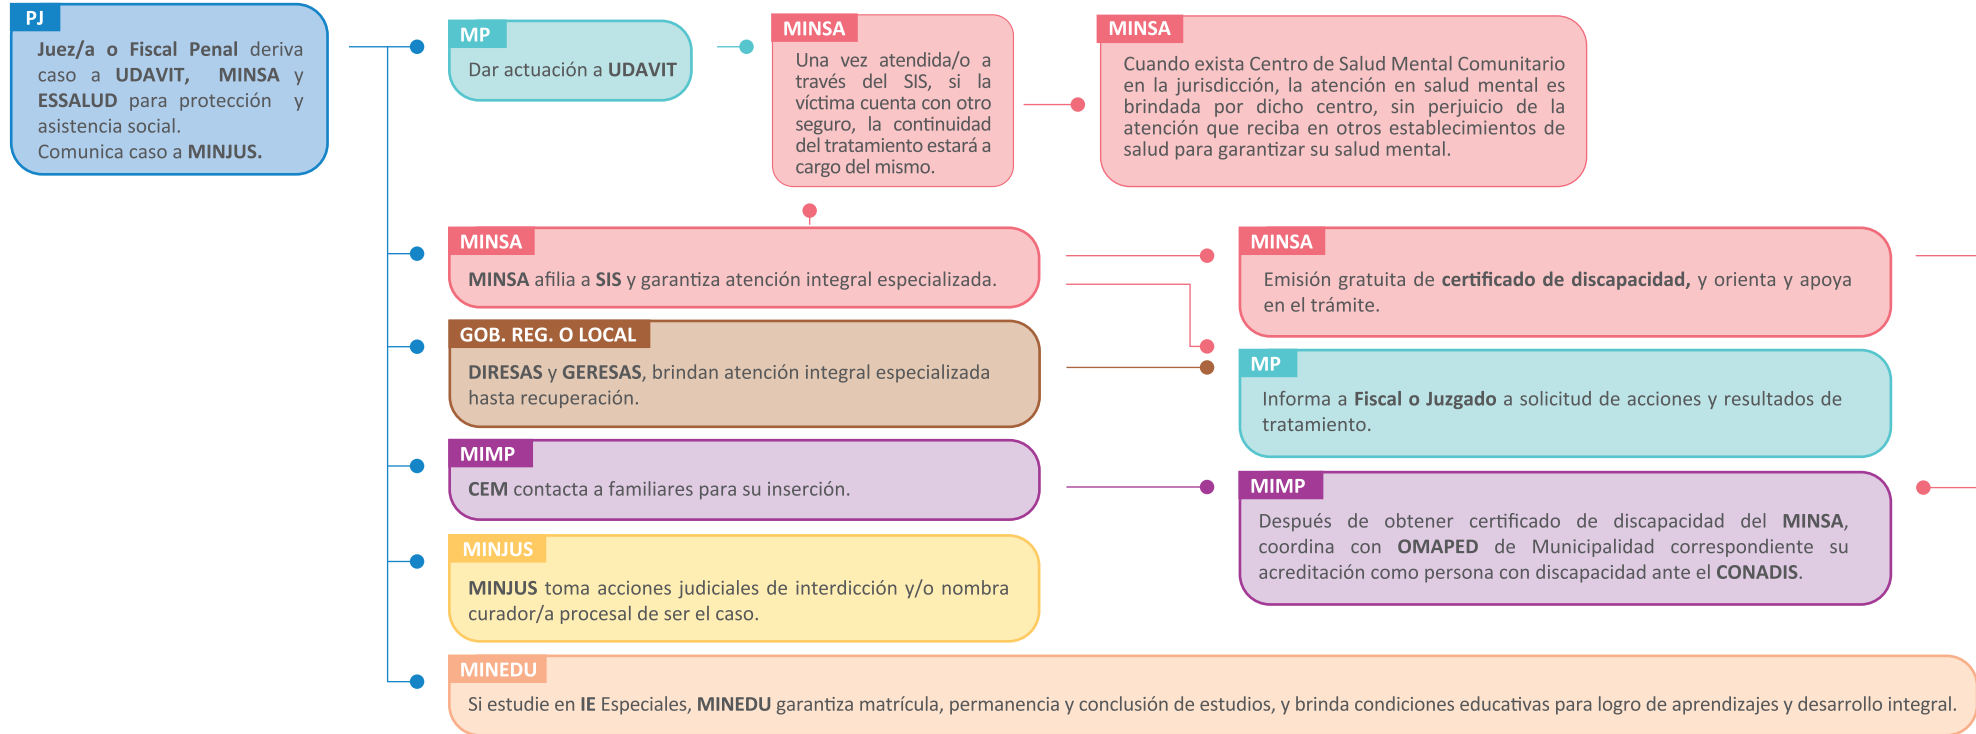 PJ
Juez/a o Fiscal Penal deriva
caso a UDAVIT, MINSA y
ESSALUD para protección y
asistencia social.
Comunica caso a MINJUS.
MP
Dar actuación a UDAVIT
MINSA
Una vez atendida/o a
través del SIS, si la
víctima cuenta con otro
seguro, la continuidad
del tratamiento estará a
cargo del mismo.
MINSA
Cuando exista Centro de Salud Mental Comunitario
en la jurisdicción, la atención en salud mental es
brindada por dicho centro, sin perjuicio de la
atención que reciba en otros establecimientos de
salud para garantizar su salud mental.
MINSA
MINSA afilia a SIS y garantiza atención integral especializada.
MINSA
Emisión gratuita de certificado de discapacidad, y orienta y apoya
en el trámite.
GOB. REG. O LOCAL
DIRESAS y GERESAS, brindan atención integral especializada
hasta recuperación.
MP
Informa a Fiscal o Juzgado a solicitud de acciones y resultados de
tratamiento.
MIMP
CEM contacta a familiares para su inserción.
MIMP
Después de obtener certificado de discapacidad del MINSA,
coordina con OMAPED de Municipalidad correspondiente su
acreditación como persona con discapacidad ante el CONADIS.
MINJUS
MINJUS toma acciones judiciales de interdicción y/o nombra
curador/a procesal de ser el caso.
MINEDU
Si estudie en IE Especiales, MINEDU garantiza matrícula, permanencia y conclusión de estudios, y brinda condiciones educativas para logro de aprendizajes y desarrollo integral.